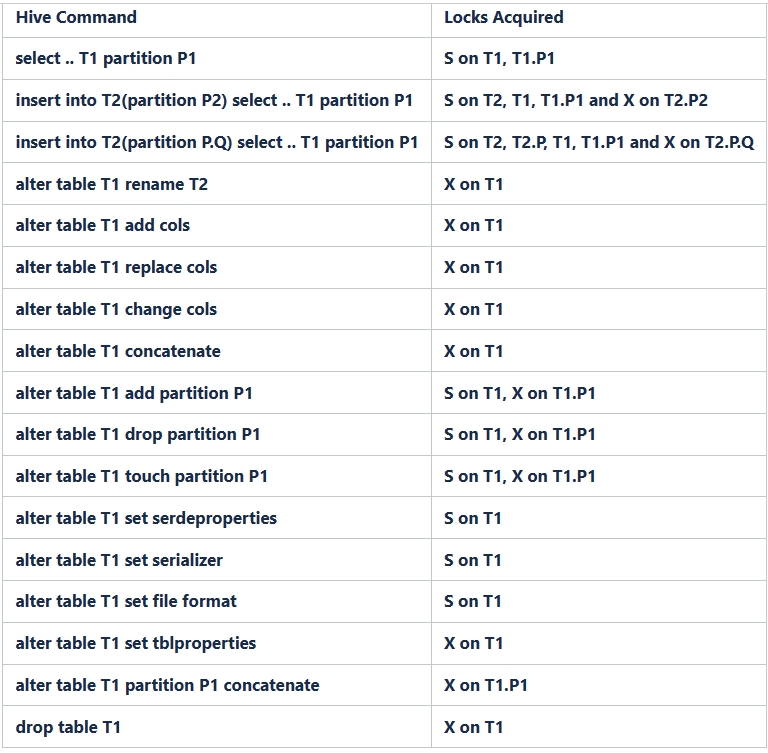 Hive Command Locks Acquired
select .. T1 partition P1 S on T1, T1.P1
insert into T2(partition P2) select .. T1 partition P1 S on T2, T1, T1.P1 and X on T2.P2
insert into T2(partition P.Q) select .. T1 partition P1 S on T2, T2.P, T1, T1.P1 and X on T2.P.Q
alter table T1 rename T2 X on T1
alter table T1 add cols X on T1
alter table T1 replace cols X on T1
alter table T1 change cols X on T1
alter table T1 concatenate X on T1
alter table T1 add partition P1 S on T1, X on T1.P1
alter table T1 drop partition P1 S on T1, X on T1.P1
alter table T1 touch partition P1 S on T1, X on T1.P1
alter table T1 set serdeproperties S on T1
alter table T1 set serializer S on T1
alter table T1 set file format S on T1
alter table T1 set tblproperties X on T1
alter table T1 partition P1 concatenate X on T1.P1
drop table T1 X on T1